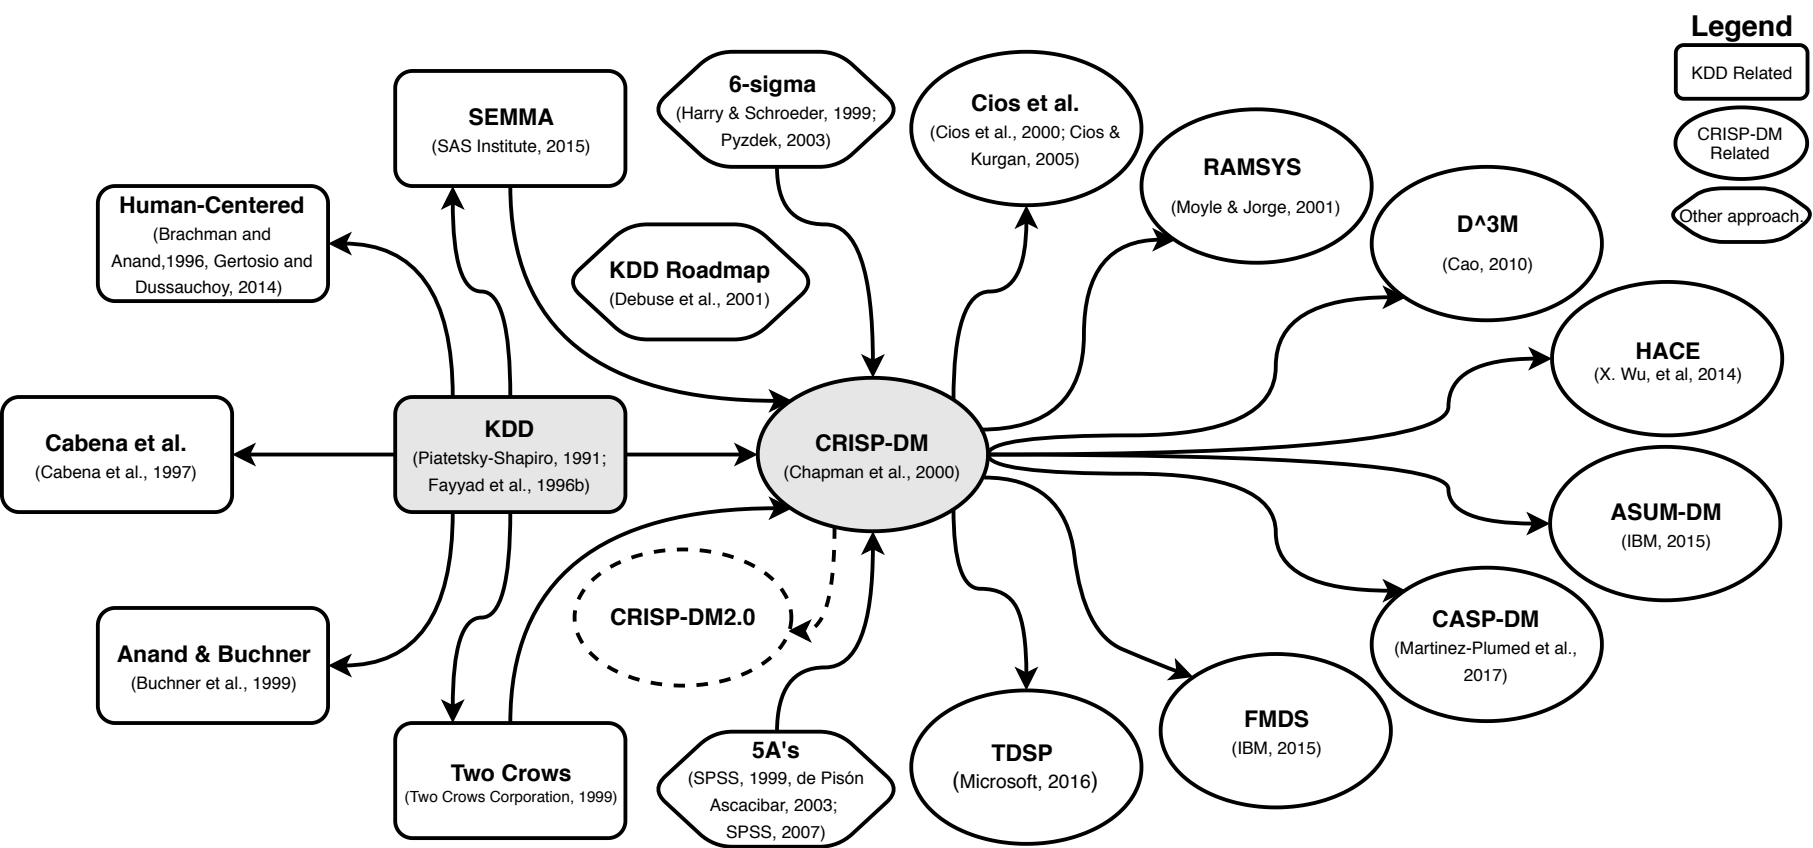 Legend
KDD Related
CRISP-DM
Related
Other approach.
SEMMA
(SAS Institute, 2015)
6-sigma
(Harry & Schroeder, 1999;
Pyzdek, 2003)
Cios et al.
(Cios et al., 2000; Cios &
Kurgan, 2005)
RAMSYS
(Moyle & Jorge, 2001)
D^3M
(Cao, 2010)
Human-Centered
(Brachman and
Anand,1996, Gertosio and
Dussauchoy, 2014)
KDD Roadmap
(Debuse et al., 2001)
HACE
(X. Wu, et al, 2014)
Cabena et al.
(Cabena et al., 1997)
KDD
(Piatetsky-Shapiro, 1991;
Fayyad et al., 1996b)
CRISP-DM
(Chapman et al., 2000)
ASUM-DM
(IBM, 2015)
CRISP-DM2.0
CASP-DM
(Martinez-Plumed et al.,
2017)
Anand & Buchner
(Buchner et al., 1999)
Two Crows
(Two Crows Corporation, 1999)
5A's
(SPSS, 1999, de Pisón
Ascacibar, 2003;
SPSS, 2007)
TDSP
(Microsoft, 2016)
FMDS
(IBM, 2015)